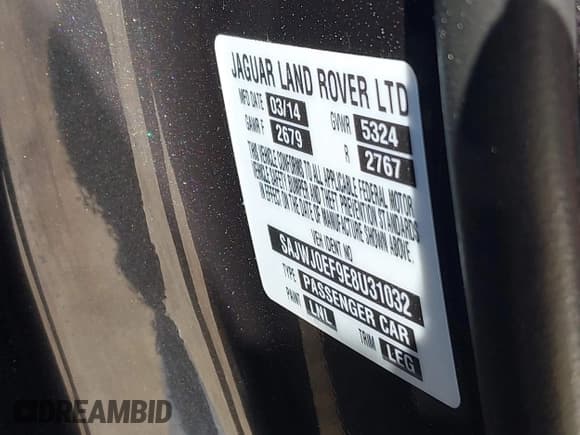 JAGUAR LAND ROVER LTD
MFD DATE 03/14 GVWR 5324
GAWR F 2679 R 2767
THIS VEHICLE CONFORMS TO ALL APPLICABLE FEDERAL MOTOR
VEHICLE SAFETY BUMPER AND THEFT PREVENTION STANDARDS
IN EFFECT ON THE DATE OF MANUFACTURE SHOWN ABOVE.
VEH IDENT NO
SAJWJ0EF9E8U31032
TYPE PASSENGER CAR
PAINT LNL TRIM LEG
DREAMBID